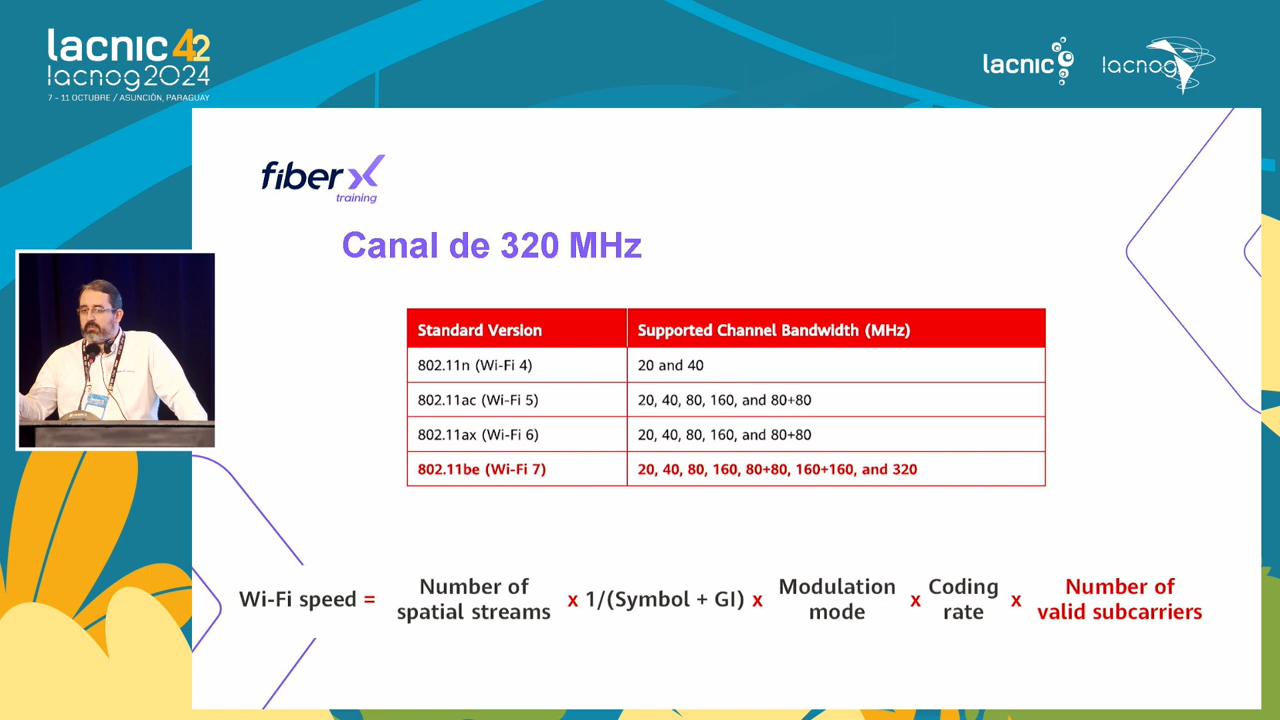 lacnic 42
lacnog2024
7 - 11 OCTUBRE / ASUNCIÓN, PARAGUAY
lacnic
lacnog
fiberx
training
Canal de 320 MHz
Standard Version Supported Channel Bandwidth (MHz)
802.11n (Wi-Fi 4) 20 and 40
802.11ac (Wi-Fi 5) 20, 40, 80, 160, and 80+80
802.11ax (Wi-Fi 6) 20, 40, 80, 160, and 80+80
802.11be (Wi-Fi 7) 20, 40, 80, 160, 80+80, 160+160, and 320
Wi-Fi speed = Number of spatial streams x 1/(Symbol + GI) x Modulation mode x Coding rate x Number of valid subcarriers